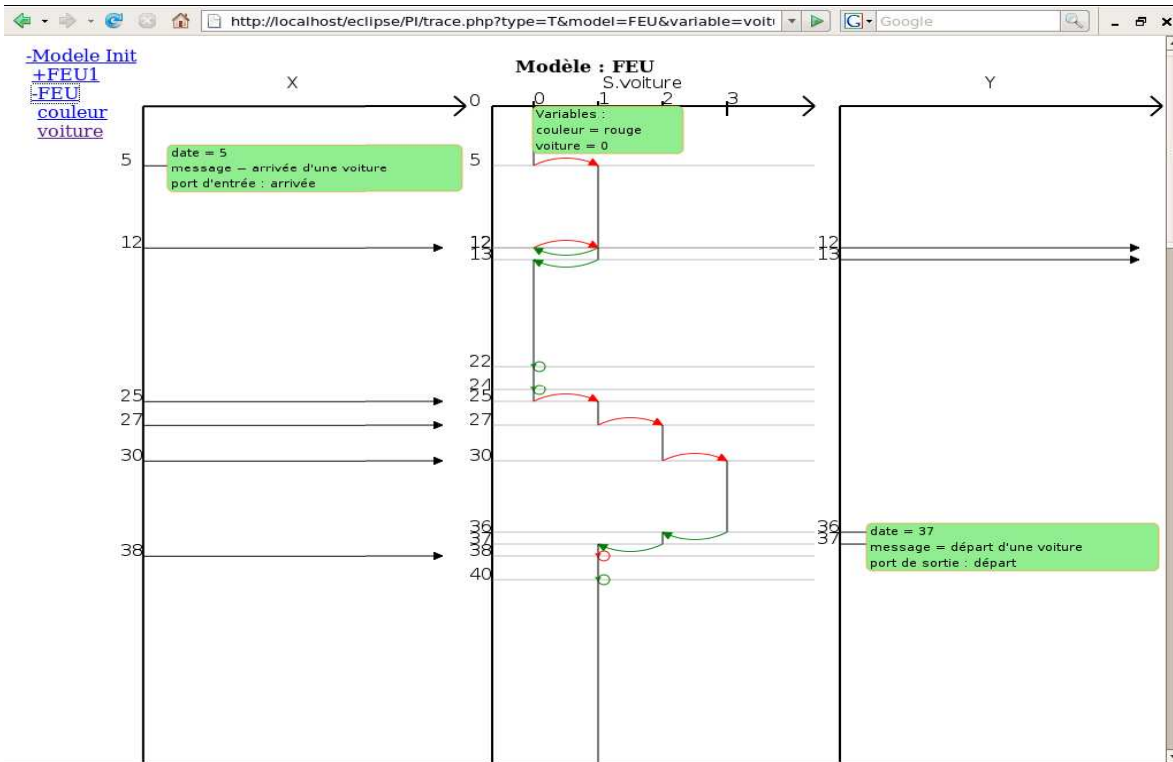 http://localhost/eclipse/PI/trace.php?type=T&model=FEU&variable=voitu
G
Google
-Modele Init
+FEU1
-FEU
couleur
voiture
Modèle : FEU
X
S.voiture
Y
0
0 1 2 3
Variables :
couleur = rouge
voiture = 0
5
date = 5
message = arrivée d'une voiture
port d'entrée : arrivée
5
12
12
12
13
13
22
24
25
25
27
27
30
30
36
36
37
37
date = 37
message = départ d'une voiture
port de sortie : départ
38
38
40